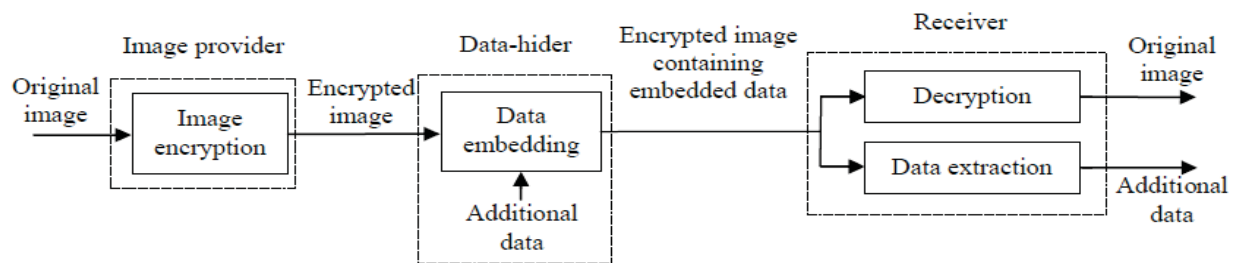 Image provider
Original
image
Image
encryption
Encrypted
image
Data-hider
Data
embedding
Additional
data
Encrypted image
containing
embedded data
Receiver
Decryption
Data extraction
Original
image
Additional
data